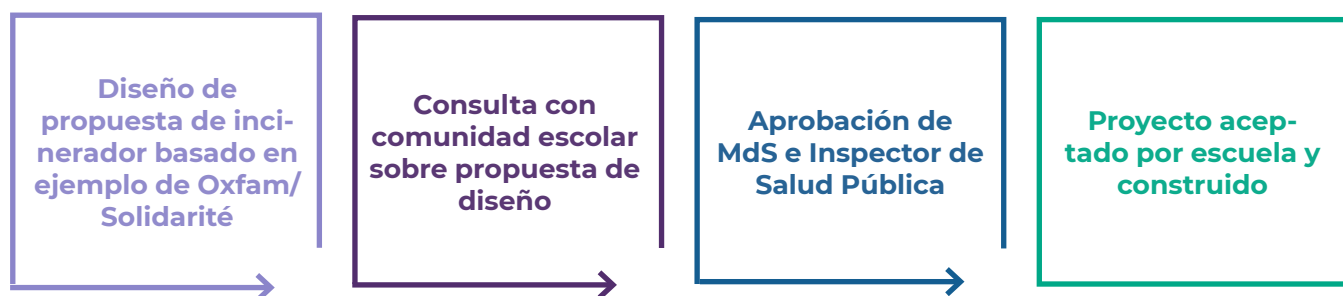 Diseño de
propuesta de inci-
nerador basado en
ejemplo de Oxfam/
Solidarité
Consulta con
comunidad escolar
sobre propuesta de
diseño
Aprobación de
MdS e Inspector de
Salud Pública
Proyecto acep-
tado por escuela y
construido